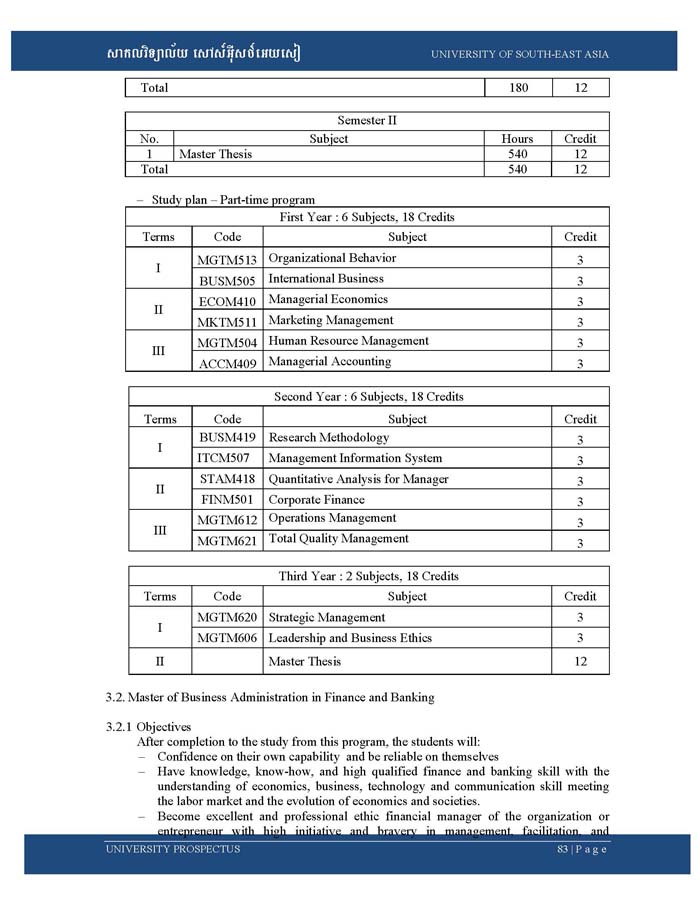 សាកលវិទ្យាល័យ សៅស៍អ៊ីសថ៍អេយសៀ UNIVERSITY OF SOUTH-EAST ASIA
Total 180 12
Semester II
No. Subject Hours Credit
1 Master Thesis 540 12
Total 540 12
– Study plan – Part-time program
First Year : 6 Subjects, 18 Credits
Terms Code Subject Credit
I MGTM513 Organizational Behavior 3
BUSM505 International Business 3
II ECOM410 Managerial Economics 3
MKTM511 Marketing Management 3
III MGTM504 Human Resource Management 3
ACCM409 Managerial Accounting 3
Second Year : 6 Subjects, 18 Credits
Terms Code Subject Credit
I BUSM419 Research Methodology 3
ITCM507 Management Information System 3
II STAM418 Quantitative Analysis for Manager 3
FINM501 Corporate Finance 3
III MGTM612 Operations Management 3
MGTM621 Total Quality Management 3
Third Year : 2 Subjects, 18 Credits
Terms Code Subject Credit
I MGTM620 Strategic Management 3
MGTM606 Leadership and Business Ethics 3
II Master Thesis 12
3.2. Master of Business Administration in Finance and Banking
3.2.1 Objectives
After completion to the study from this program, the students will:
– Confidence on their own capability and be reliable on themselves
– Have knowledge, know-how, and high qualified finance and banking skill with the
understanding of economics, business, technology and communication skill meeting
the labor market and the evolution of economics and societies.
– Become excellent and professional ethic financial manager of the organization or
entrepreneur with high initiative and bravery in management, facilitation, and
UNIVERSITY PROSPECTUS 83 | P a g e